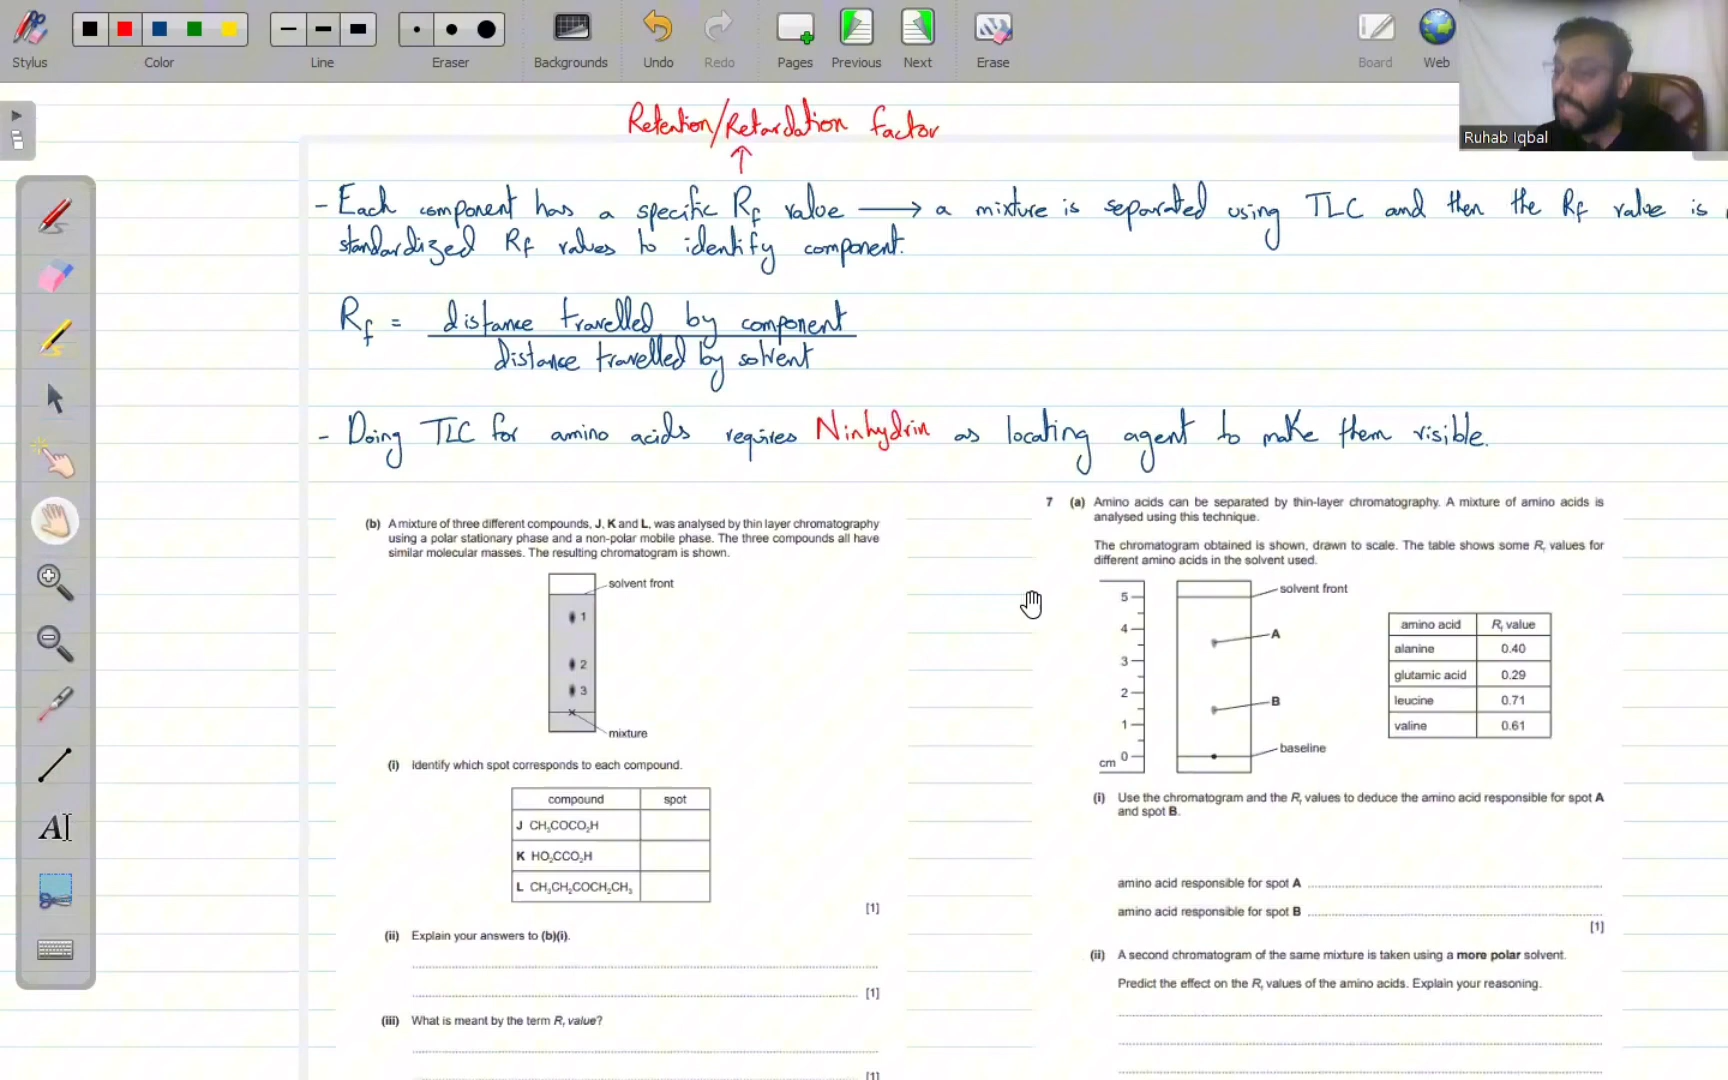 Stylus
Color
Line
Eraser
Backgrounds
Undo
Redo
Pages
Previous
Next
Erase
Board
Web
Ruhab Iqbal
Retention/Retardation factor
- Each component has a specific Rf value → a mixture is separated using TLC and then the Rf value is
standardized Rf values to identify component.
Rf = distance travelled by component
distance travelled by solvent
- Doing TLC for amino acids requires Ninhydrin as locating agent to make them visible.
(b) A mixture of three different compounds, J, K and L, was analysed by thin layer chromatography
using a polar stationary phase and a non-polar mobile phase. The three compounds all have
similar molecular masses. The resulting chromatogram is shown.
solvent front
1
2
3
mixture
(i) Identify which spot corresponds to each compound.
compound spot
J CH₃COCO₂H
K HO₂CCO₂H
L CH₃CH₂COCH₂CH₃
[1]
(ii) Explain your answers to (b)(i).
[1]
(iii) What is meant by the term Rf value?
[1]
7 (a) Amino acids can be separated by thin-layer chromatography. A mixture of amino acids is
analysed using this technique.
The chromatogram obtained is shown, drawn to scale. The table shows some Rf values for
different amino acids in the solvent used.
5
4
3
2
1
0
cm
solvent front
A
B
baseline
amino acid Rf value
alanine 0.40
glutamic acid 0.29
leucine 0.71
valine 0.61
(i) Use the chromatogram and the Rf values to deduce the amino acid responsible for spot A
and spot B.
amino acid responsible for spot A
amino acid responsible for spot B
[1]
(ii) A second chromatogram of the same mixture is taken using a more polar solvent.
Predict the effect on the Rf values of the amino acids. Explain your reasoning.